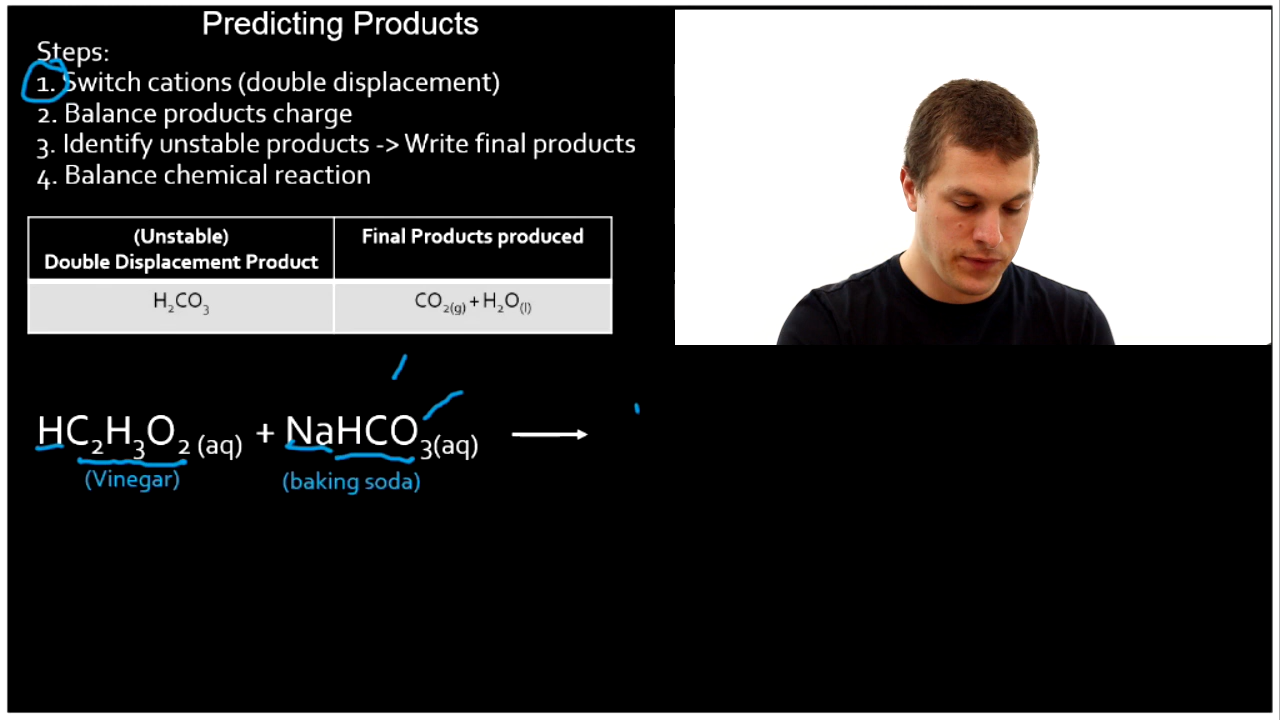 Predicting Products
Steps:
1. Switch cations (double displacement)
2. Balance products charge
3. Identify unstable products -> Write final products
4. Balance chemical reaction
(Unstable)
Double Displacement Product
Final Products produced
H₂CO₃
CO₂(g) + H₂O(l)
HC₂H₃O₂ (aq) + NaHCO₃(aq) ⟶
(Vinegar)
(baking soda)